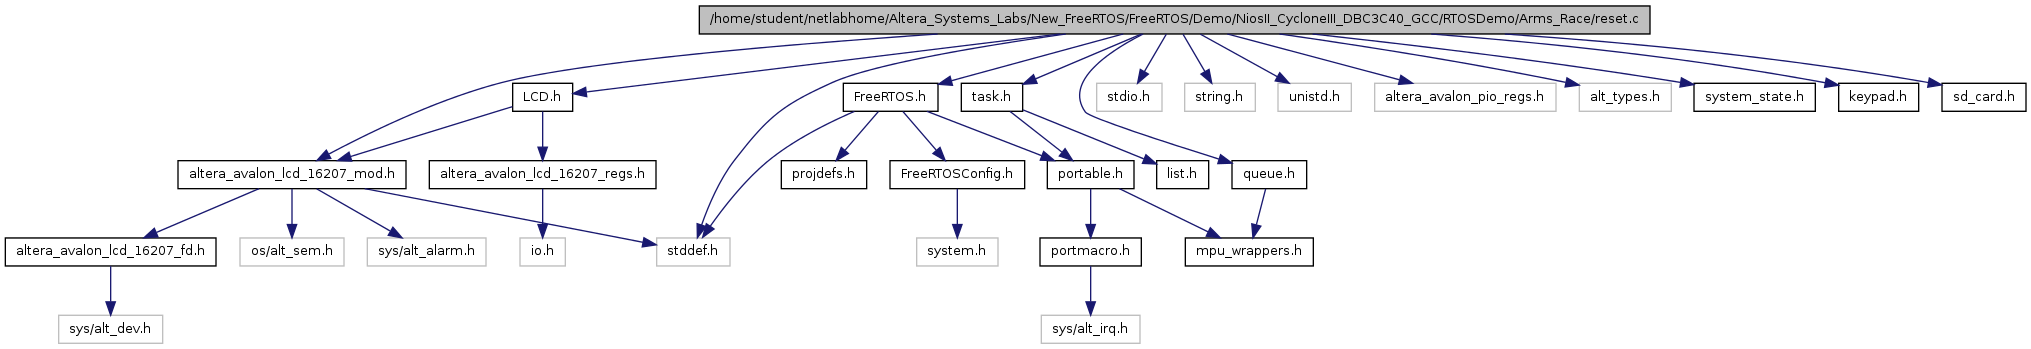 /home/student/netlabhome/Altera_Systems_Labs/New_FreeRTOS/FreeRTOS/Demo/NiosII_CycloneIII_DBC3C40_GCC/RTOSDemo/Arms_Race/reset.c
LCD.h
FreeRTOS.h
task.h
stdio.h
string.h
unistd.h
altera_avalon_pio_regs.h
alt_types.h
system_state.h
keypad.h
sd_card.h
altera_avalon_lcd_16207_mod.h
altera_avalon_lcd_16207_regs.h
projdefs.h
FreeRTOSConfig.h
portable.h
list.h
queue.h
altera_avalon_lcd_16207_fd.h
os/alt_sem.h
sys/alt_alarm.h
io.h
stddef.h
system.h
portmacro.h
mpu_wrappers.h
sys/alt_dev.h
sys/alt_irq.h